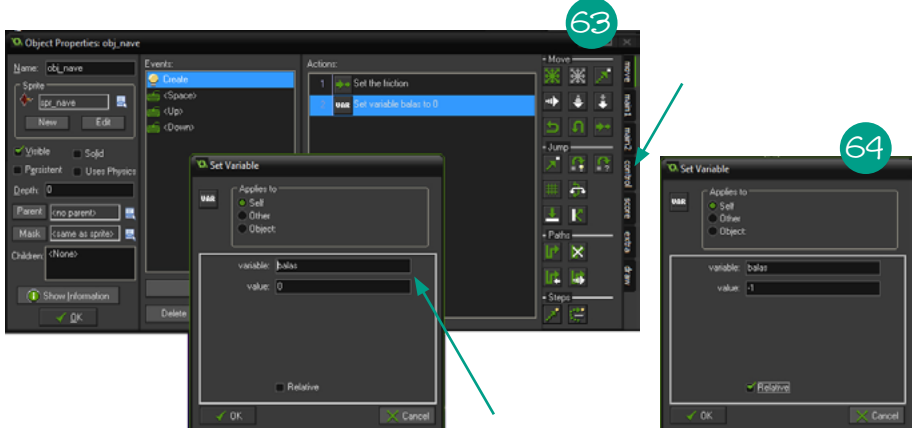 63
Object Properties: obj_nave
Name: obj_nave
Sprite
spr_nave
New Edit
Visible Solid
Persistent Uses Physics
Depth: 0
Parent <no parent>
Mask <same as sprite>
Children <None>
Show Information
OK
Events:
Create
<Space>
<Up>
<Down>
Delete
Actions:
1 Set the friction
2 VAR Set variable balas to 0
Move
Jump
Paths
Steps
move
main1
main2
control
score
extra
draw
Set Variable
VAR
Applies to
Self
Other
Object:
variable: balas
value: 0
Relative
OK Cancel
64
Set Variable
VAR
Applies to
Self
Other
Object:
variable: balas
value: -1
Relative
OK Cancel